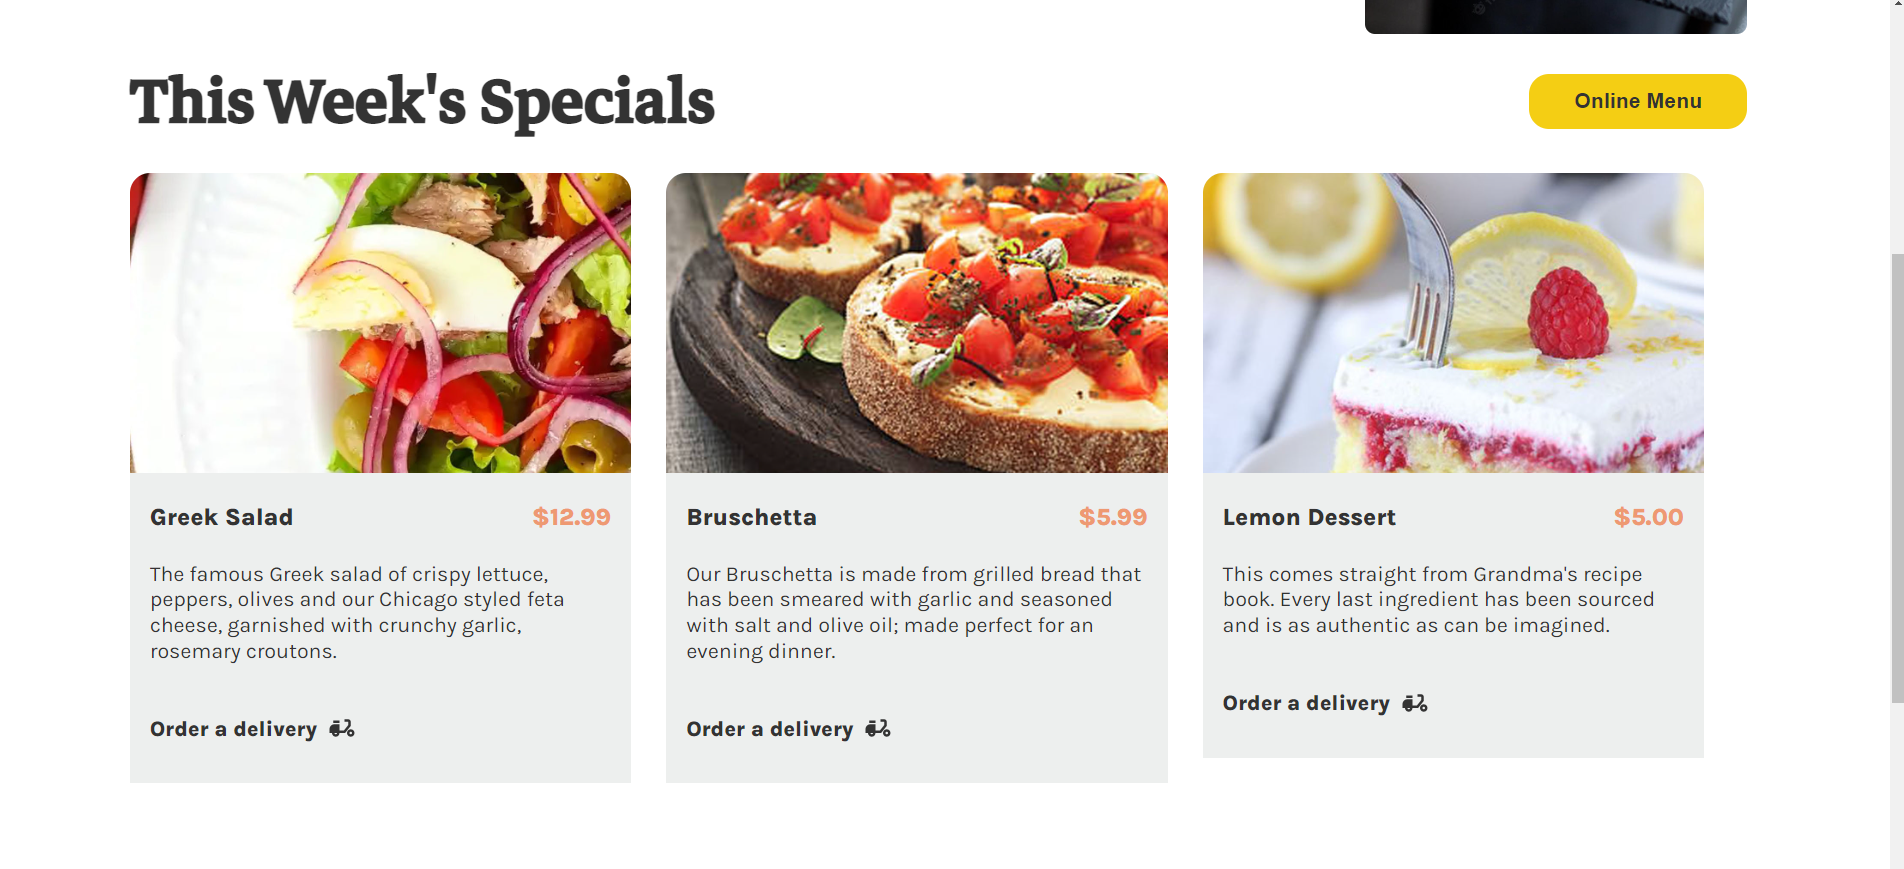 This Week's Specials
Online Menu
Greek Salad
$12.99
The famous Greek salad of crispy lettuce,
peppers, olives and our Chicago styled feta
cheese, garnished with crunchy garlic,
rosemary croutons.
Order a delivery
Bruschetta
$5.99
Our Bruschetta is made from grilled bread that
has been smeared with garlic and seasoned
with salt and olive oil; made perfect for an
evening dinner.
Order a delivery
Lemon Dessert
$5.00
This comes straight from Grandma's recipe
book. Every last ingredient has been sourced
and is as authentic as can be imagined.
Order a delivery